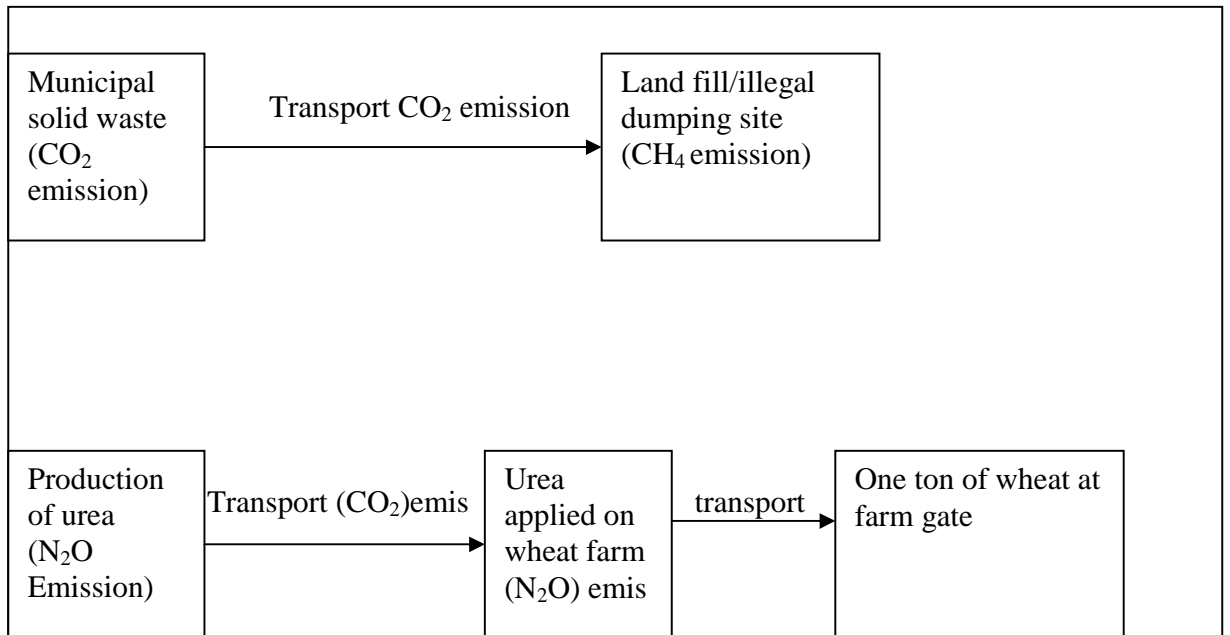 Municipal
solid waste
(CO₂
emission)
Transport CO₂ emission
Land fill/illegal
dumping site
(CH₄ emission)
Production
of urea
(N₂O
Emission)
Transport (CO₂)emis
Urea
applied on
wheat farm
(N₂O) emis
transport
One ton of wheat at
farm gate